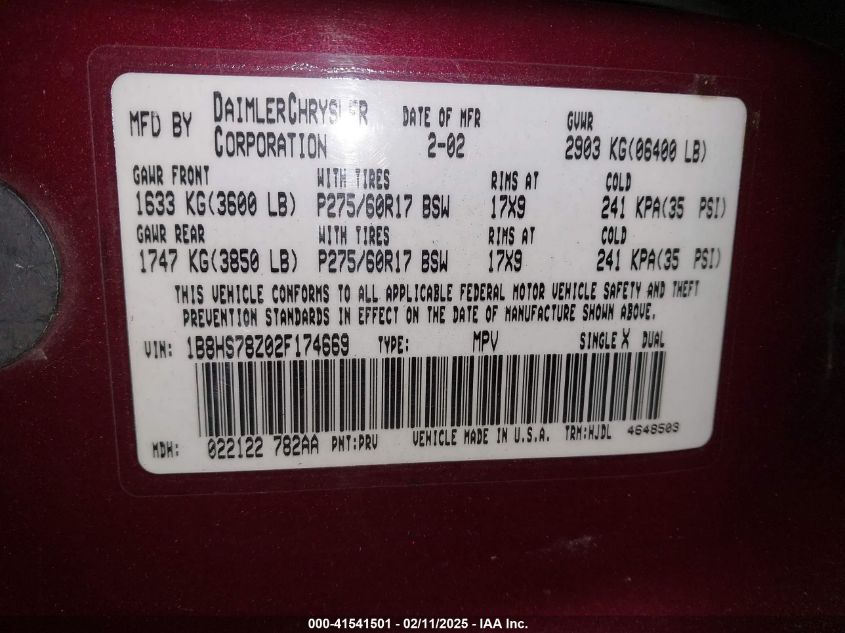 MFD BY DAIMLERCHRYSLER CORPORATION DATE OF MFR 2-02 GVWR 2903 KG(06400 LB)
GAWR FRONT WITH TIRES RIMS AT COLD
1633 KG(3600 LB) P275/60R17 BSW 17X9 241 KPA(35 PSI)
GAWR REAR WITH TIRES RIMS AT COLD
1747 KG(3850 LB) P275/60R17 BSW 17X9 241 KPA(35 PSI)
THIS VEHICLE CONFORMS TO ALL APPLICABLE FEDERAL MOTOR VEHICLE SAFETY AND THEFT
PREVENTION STANDARDS IN EFFECT ON THE DATE OF MANUFACTURE SHOWN ABOVE.
VIN: 1B8HS78Z02F174669 TYPE: MPV SINGLE X DUAL
MDH: 022122 782AA PNT:PRV VEHICLE MADE IN U.S.A. TRM:HJDL 4648503
000-41541501 - 02/11/2025 - IAA Inc.